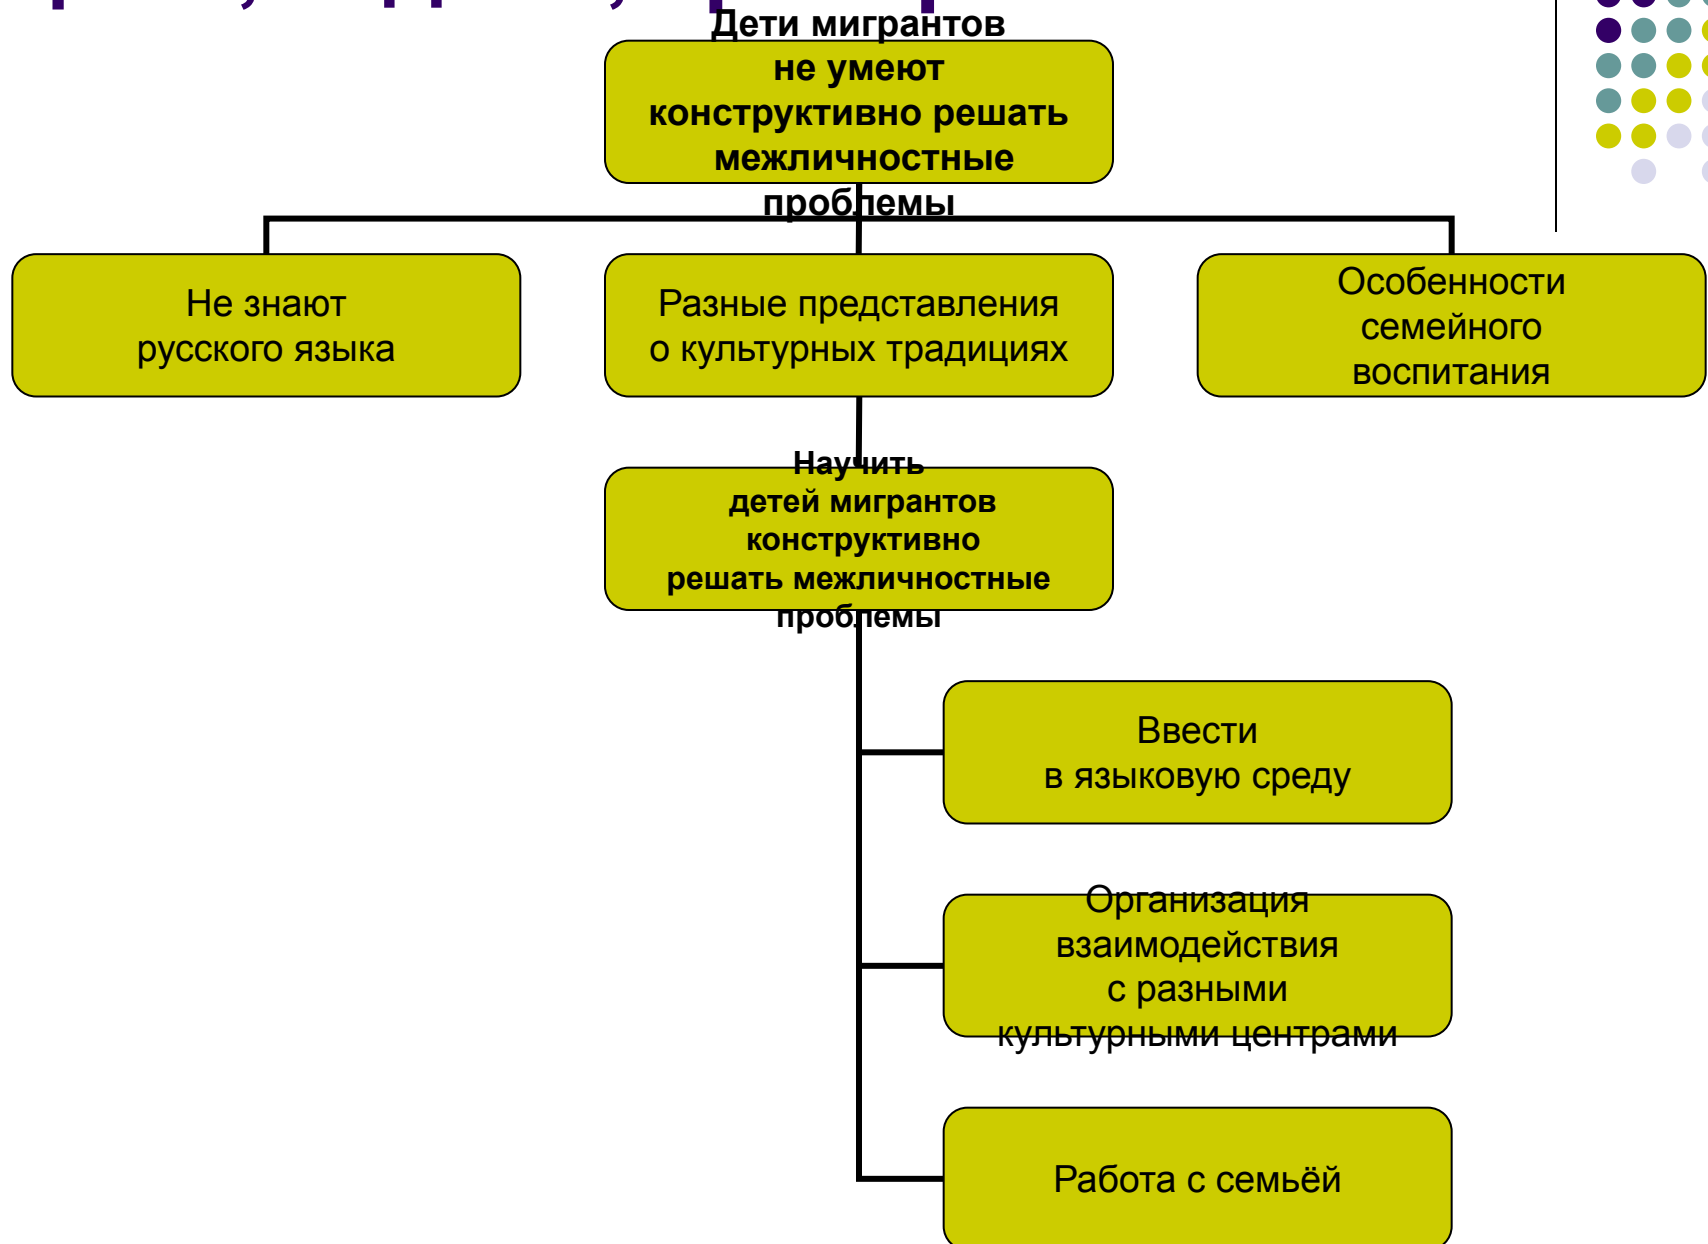 Дети мигрантов
не умеют
конструктивно решать
межличностные
проблемы
Не знают
русского языка
Разные представления
о культурных традициях
Особенности
семейного
воспитания
Научить
детей мигрантов
конструктивно
решать межличностные
проблемы
Ввести
в языковую среду
Организация
взаимодействия
с разными
культурными центрами
Работа с семьёй